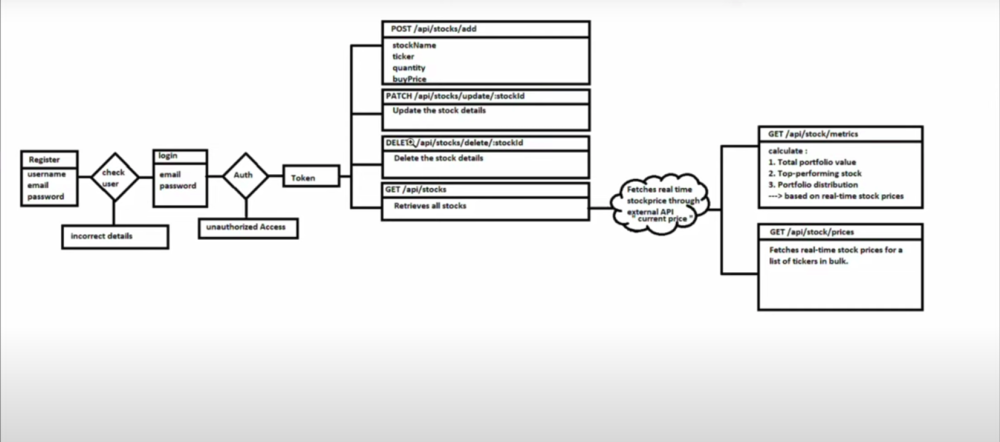 Register
username
email
password
check
user
incorrect details
login
email
password
Auth
unauthorized Access
Token
POST /api/stocks/add
stockName
ticker
quantity
buyPrice
PATCH /api/stocks/update/:stockId
Update the stock details
DELETE /api/stocks/delete/:stockId
Delete the stock details
GET /api/stocks
Retrieves all stocks
Fetches real time
stockprice through
external API
" current price "
GET /api/stock/metrics
calculate :
1. Total portfolio value
2. Top-performing stock
3. Portfolio distribution
---> based on real-time stock prices
GET /api/stock/prices
Fetches real-time stock prices for a
list of tickers in bulk.